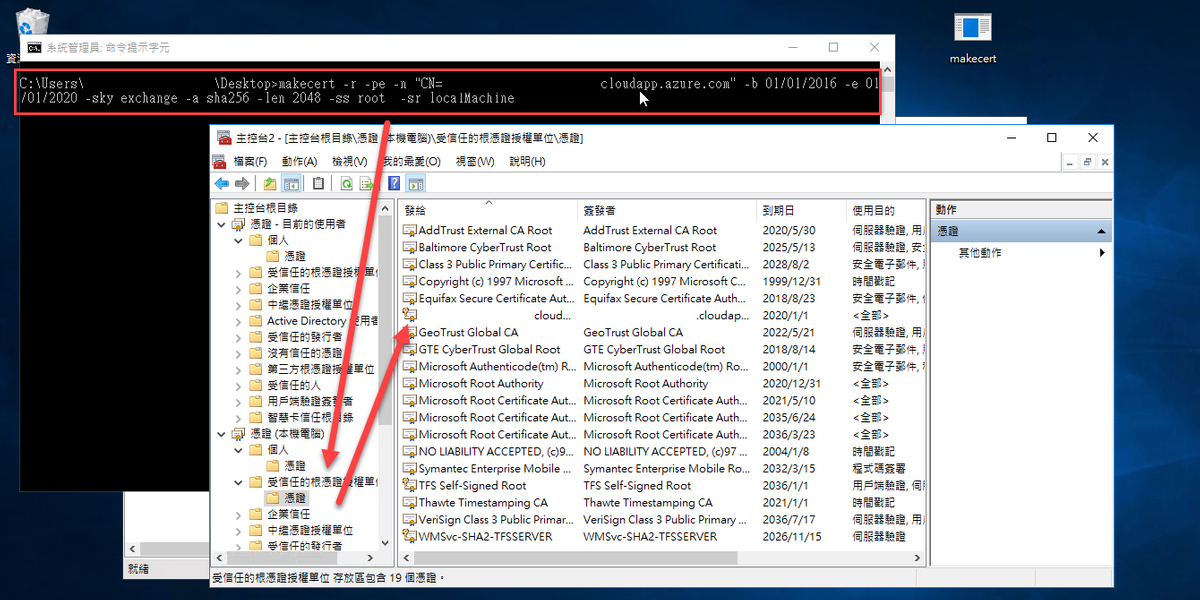 資
makecert
系統管理員: 命令提示字元
C:\Users\ \Desktop>makecert -r -pe -n "CN= cloudapp.azure.com" -b 01/01/2016 -e 01
/01/2020 -sky exchange -a sha256 -len 2048 -ss root -sr localMachine
主控台2 - [主控台根目錄\憑證 (本機電腦)\受信任的根憑證授權單位\憑證]
檔案(F) 動作(A) 檢視(V) 我的最愛(O) 視窗(W) 說明(H)
主控台根目錄
憑證 - 目前的使用者
個人
憑證
受信任的根憑證授權單位
企業信任
中繼憑證授權單位
Active Directory 使用者
受信任的發行者
沒有信任的憑證
第三方根憑證授權單位
受信任的人
用戶端驗證簽發者
智慧卡信任根目錄
憑證 (本機電腦)
個人
憑證
受信任的根憑證授權單位
憑證
企業信任
中繼憑證授權單位
受信任的發行者
發給 簽發者 到期日 使用目的
AddTrust External CA Root AddTrust External CA Root 2020/5/30 伺服器驗證, 用戶
Baltimore CyberTrust Root Baltimore CyberTrust Root 2025/5/13 伺服器驗證, 安全
Class 3 Public Primary Certific... Class 3 Public Primary Certificati... 2028/8/2 安全電子郵件, 用
Copyright (c) 1997 Microsoft ... Copyright (c) 1997 Microsoft C... 1999/12/31 時間戳記
Equifax Secure Certificate Aut... Equifax Secure Certificate Auth... 2018/8/23 安全電子郵件,
cloud... .cloudap... 2020/1/1 <全部>
GeoTrust Global CA GeoTrust Global CA 2022/5/21 伺服器驗證, 用戶
GTE CyberTrust Global Root GTE CyberTrust Global Root 2018/8/14 安全電子郵件, 用
Microsoft Authenticode(tm) R... Microsoft Authenticode(tm) Ro... 2000/1/1 安全電子郵件, 程
Microsoft Root Authority Microsoft Root Authority 2020/12/31 <全部>
Microsoft Root Certificate Aut... Microsoft Root Certificate Auth... 2021/5/10 <全部>
Microsoft Root Certificate Aut... Microsoft Root Certificate Auth... 2035/6/24 <全部>
Microsoft Root Certificate Aut... Microsoft Root Certificate Auth... 2036/3/23 <全部>
NO LIABILITY ACCEPTED, (c)9... NO LIABILITY ACCEPTED, (c)97 ... 2004/1/8 時間戳記
Symantec Enterprise Mobile ... Symantec Enterprise Mobile Ro... 2032/3/15 程式碼簽署
TFS Self-Signed Root TFS Self-Signed Root 2036/1/1 用戶端驗證, 伺服
Thawte Timestamping CA Thawte Timestamping CA 2021/1/1 時間戳記
VeriSign Class 3 Public Primar... VeriSign Class 3 Public Primary ... 2036/7/17 伺服器驗證, 用戶
WMSvc-SHA2-TFSSERVER WMSvc-SHA2-TFSSERVER 2026/11/15 伺服器驗證
動作
憑證
其他動作
就緒
受信任的根憑證授權單位 存放區包含 19 個憑證。